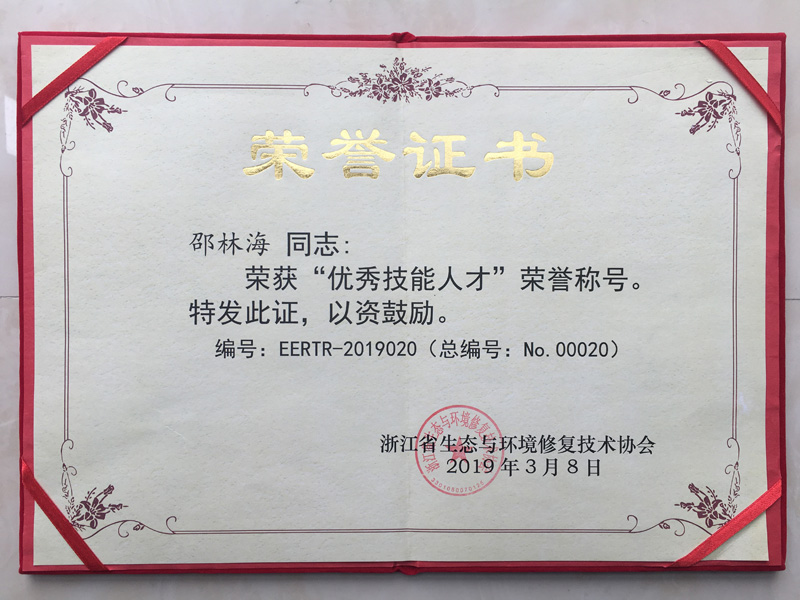 荣誉证书
邵林海 同志:
荣获“优秀技能人才”荣誉称号。
特发此证，以资鼓励。
编号：EERTR-2019020（总编号：No.00020）
浙江省生态与环境修复技术协会
2019年3月8日